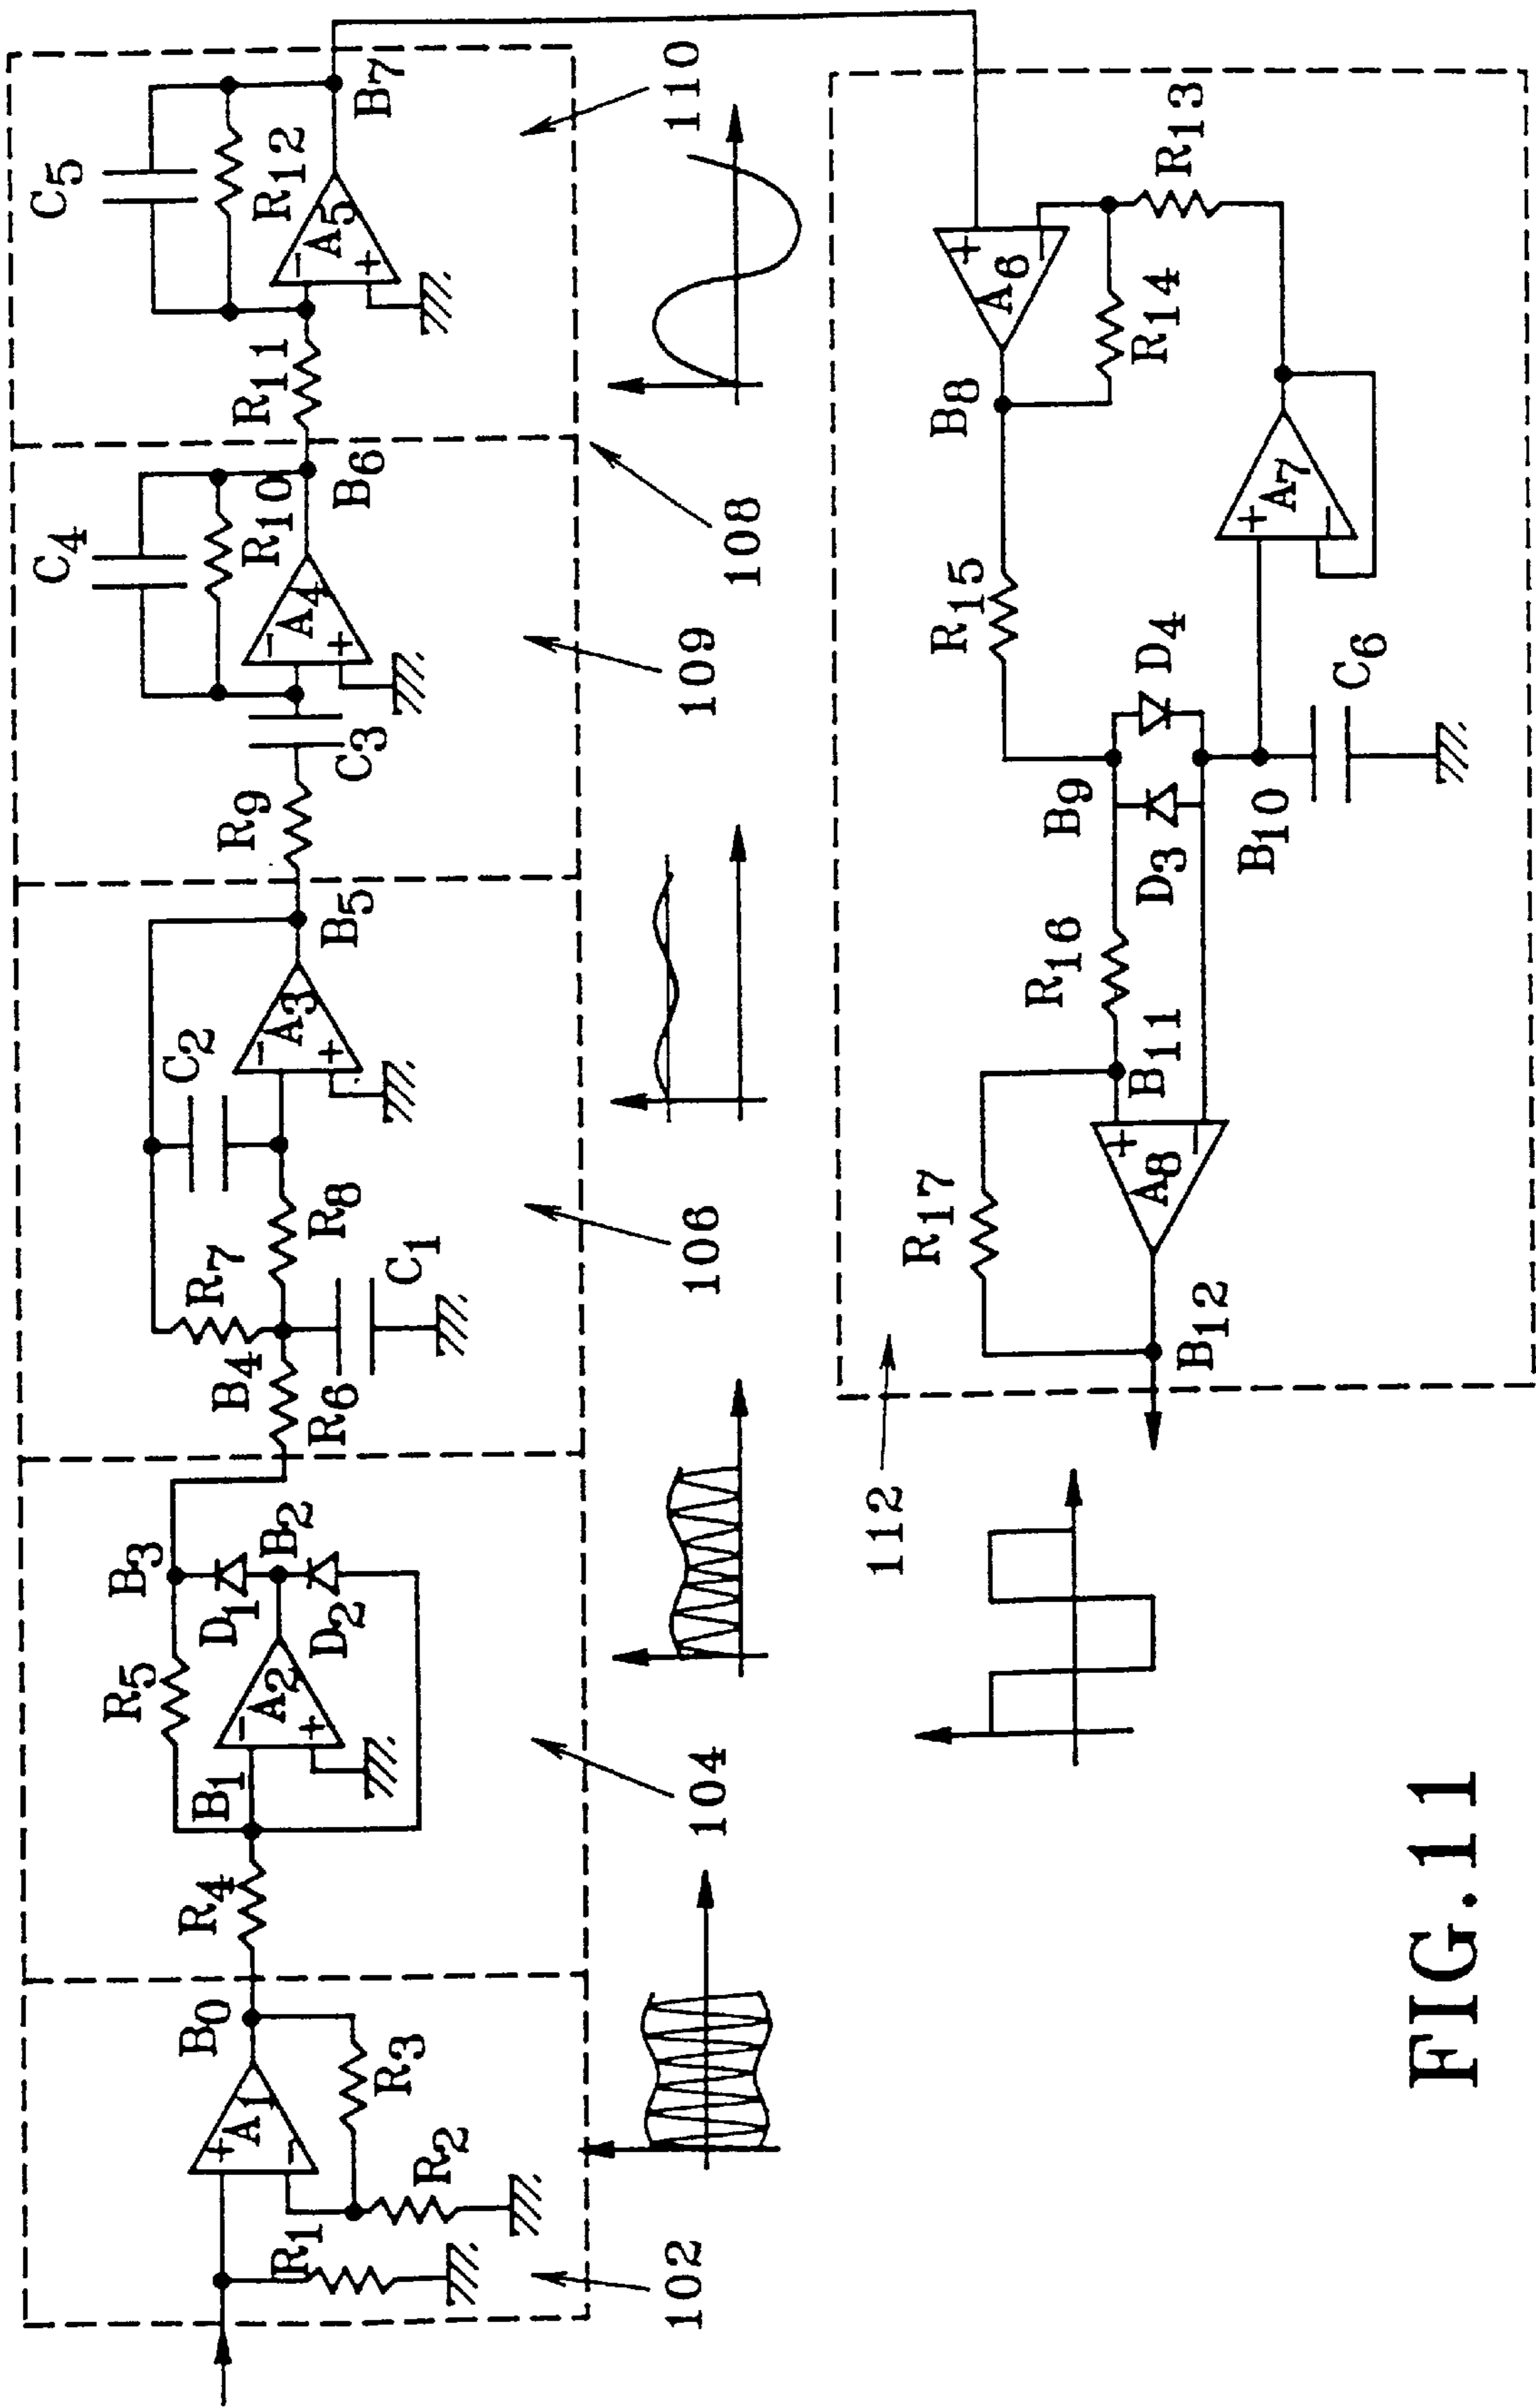 R1
A1
+
−
R2
R3
B0
102
R4
B1
R5
A2
−
+
D1
D2
B2
B3
104
R6
B4
R7
C1
R8
C2
A3
−
+
B5
106
R9
C3
C4
R10
A4
−
+
B6
109
108
R11
C5
R12
A5
−
+
B7
110
112
B12
R17
A8
+
−
B11
R16
B9
D3
D4
B10
C6
R15
B8
A6
+
−
R14
R13
A7
+
−
FIG. 11